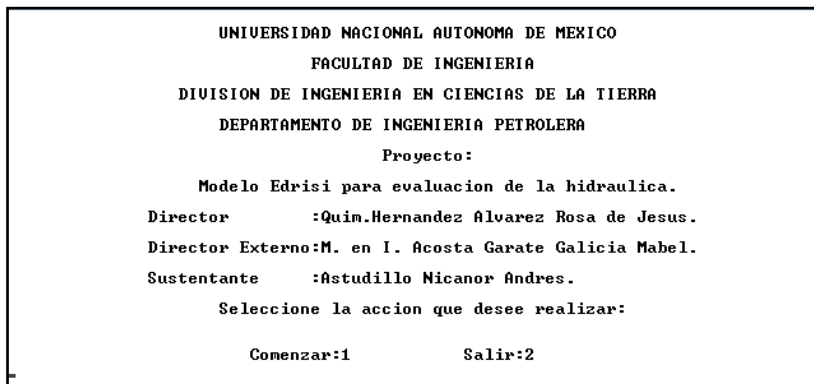 UNIVERSIDAD NACIONAL AUTONOMA DE MEXICO
FACULTAD DE INGENIERIA
DIVISION DE INGENIERIA EN CIENCIAS DE LA TIERRA
DEPARTAMENTO DE INGENIERIA PETROLERA
Proyecto:
Modelo Edrisi para evaluacion de la hidraulica.
Director :Quim.Hernandez Alvarez Rosa de Jesus.
Director Externo:M. en I. Acosta Garate Galicia Mabel.
Sustentante :Astudillo Nicanor Andres.
Seleccione la accion que desee realizar:
Comenzar:1 Salir:2